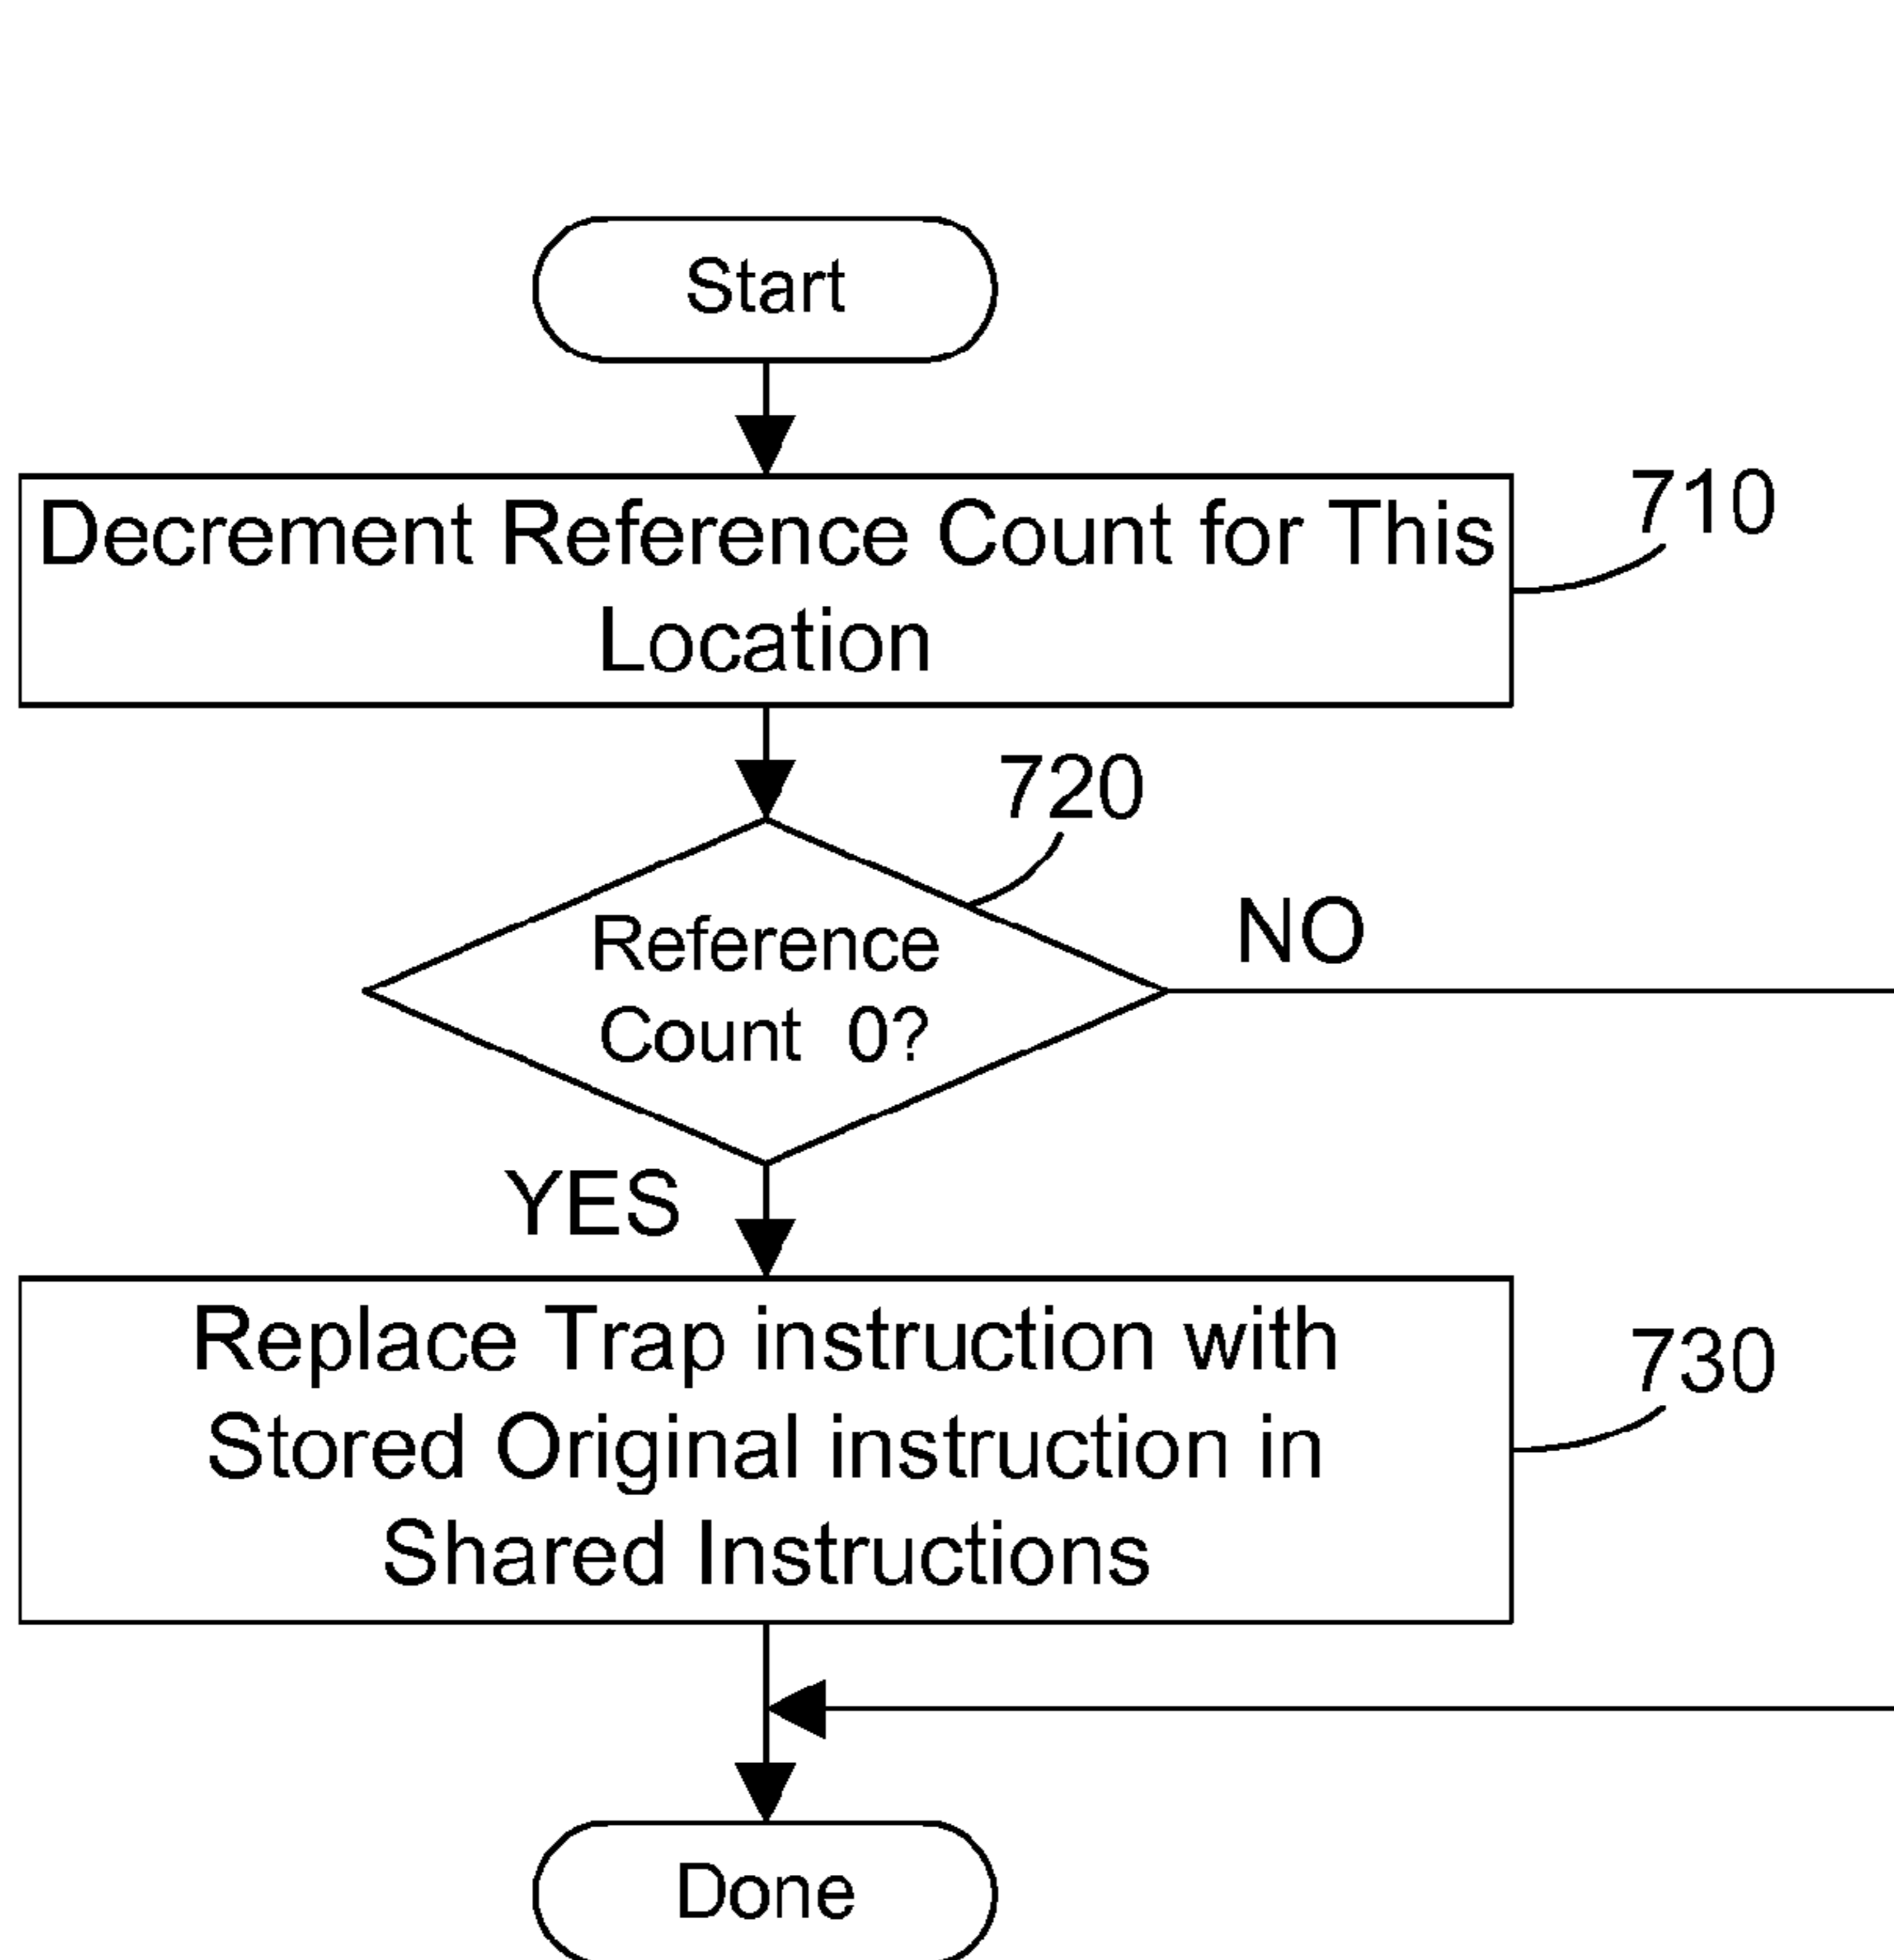 Start
Decrement Reference Count for This
Location
710
720
Reference
Count 0?
NO
YES
Replace Trap instruction with
Stored Original instruction in
Shared Instructions
730
Done